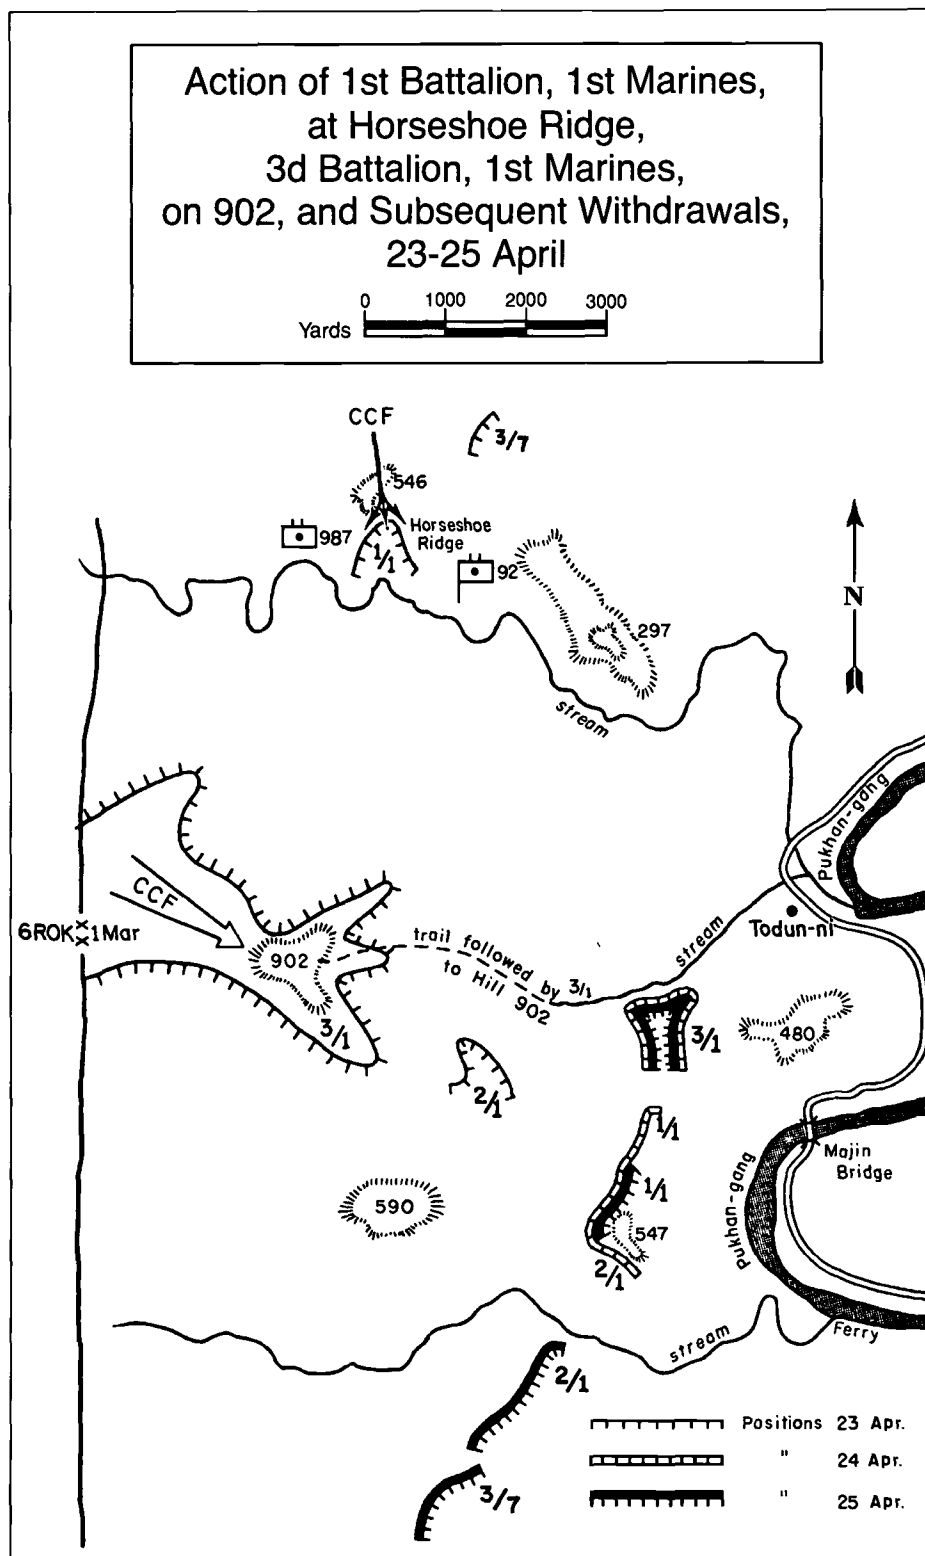 Action of 1st Battalion, 1st Marines,
at Horseshoe Ridge,
3d Battalion, 1st Marines,
on 902, and Subsequent Withdrawals,
23-25 April
0 1000 2000 3000
Yards
CCF
3/7
546
987
Horseshoe
Ridge
1/1
92
N
297
stream
Pukhan-gang
CCF
6ROK XX 1 Mar
902
trail followed by 3/1
to Hill 902
stream
Todun-ni
3/1
3/1
480
2/1
1/1
Majin
Bridge
Pukhan-gang
1/1
590
547
2/1
stream
Ferry
2/1
Positions 23 Apr.
" 24 Apr.
3/7
" 25 Apr.